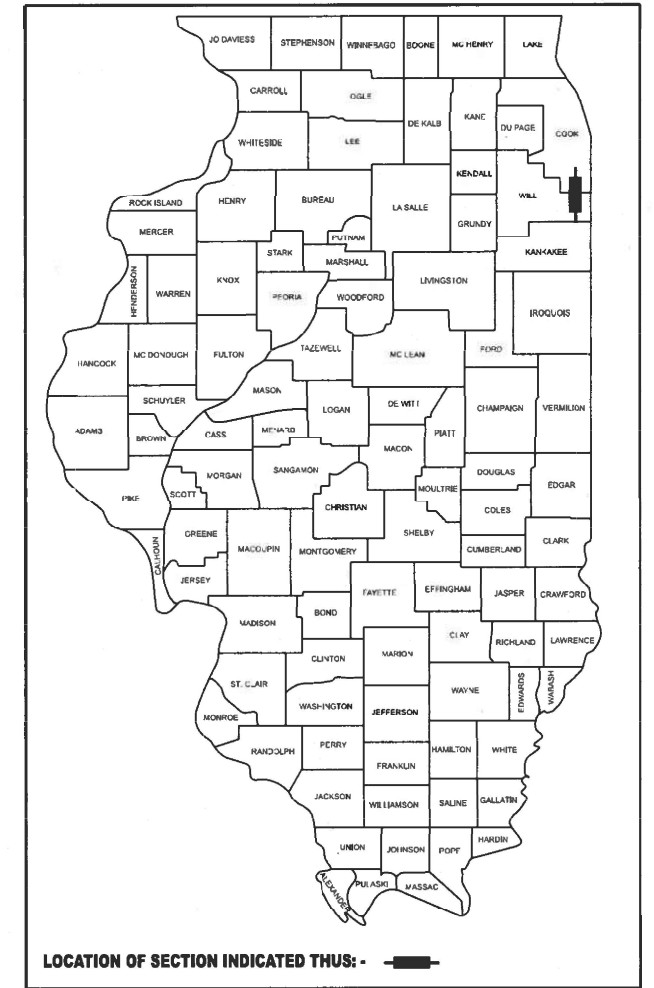 JO DAVIESS
STEPHENSON
WINNEBAGO
BOONE
MC HENRY
LAKE
CARROLL
OGLE
KANE
DE KALB
DU PAGE
COOK
WHITESIDE
LEE
KENDALL
WILL
ROCK ISLAND
HENRY
BUREAU
LA SALLE
GRUNDY
MERCER
PUTNAM
STARK
MARSHALL
KANKAKEE
HENDERSON
WARREN
KNOX
PEORIA
WOODFORD
LIVINGSTON
IROQUOIS
HANCOCK
MC DONOUGH
FULTON
TAZEWELL
MC LEAN
FORD
SCHUYLER
MASON
LOGAN
DE WITT
CHAMPAIGN
VERMILION
ADAMS
BROWN
CASS
MENARD
PIATT
MACON
MORGAN
SANGAMON
DOUGLAS
EDGAR
PIKE
SCOTT
CHRISTIAN
MOULTRIE
COLES
GREENE
MACOUPIN
MONTGOMERY
SHELBY
CUMBERLAND
CLARK
CALHOUN
JERSEY
FAYETTE
EFFINGHAM
JASPER
CRAWFORD
MADISON
BOND
CLAY
RICHLAND
LAWRENCE
CLINTON
MARION
ST. CLAIR
WAYNE
EDWARDS
WABASH
WASHINGTON
JEFFERSON
MONROE
RANDOLPH
PERRY
HAMILTON
WHITE
FRANKLIN
JACKSON
WILLIAMSON
SALINE
GALLATIN
UNION
JOHNSON
POPE
HARDIN
ALEXANDER
PULASKI
MASSAC
LOCATION OF SECTION INDICATED THUS: -